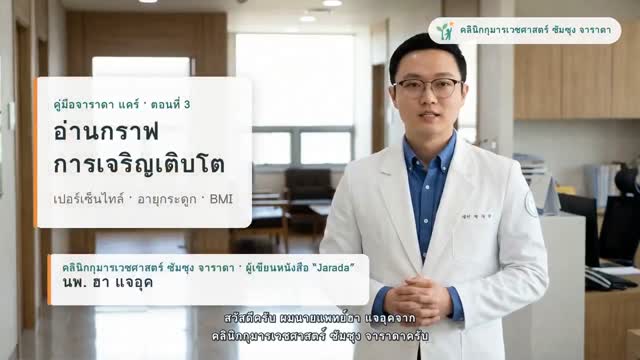 คลินิกกุมารเวชศาสตร์ ซัมซุง จาราดา
คู่มือจาราดา แคร์ · ตอนที่ 3
อ่านกราฟ
การเจริญเติบโต
เปอร์เซ็นไทล์ · อายุกระดูก · BMI
คลินิกกุมารเวชศาสตร์ ซัมซุง จาราดา · ผู้เขียนหนังสือ “Jarada”
นพ. ฮา แจอุค
สวัสดีครับ ผมนายแพทย์ฮา แจอุคจาก
คลินิกกุมารเวชศาสตร์ ซัมซุง จาราดาครับ